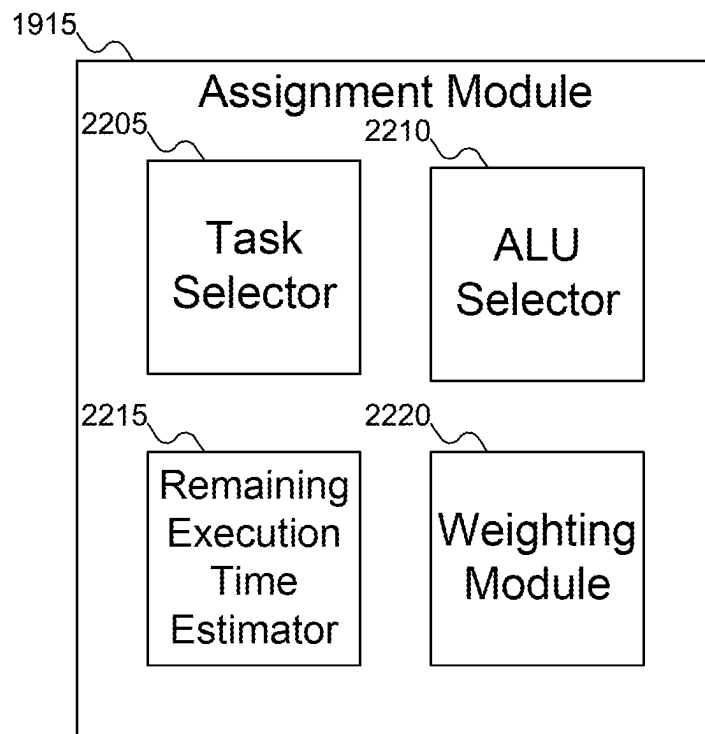 1915
Assignment Module
2205
2210
Task
Selector
ALU
Selector
2215
2220
Remaining
Execution
Time
Estimator
Weighting
Module